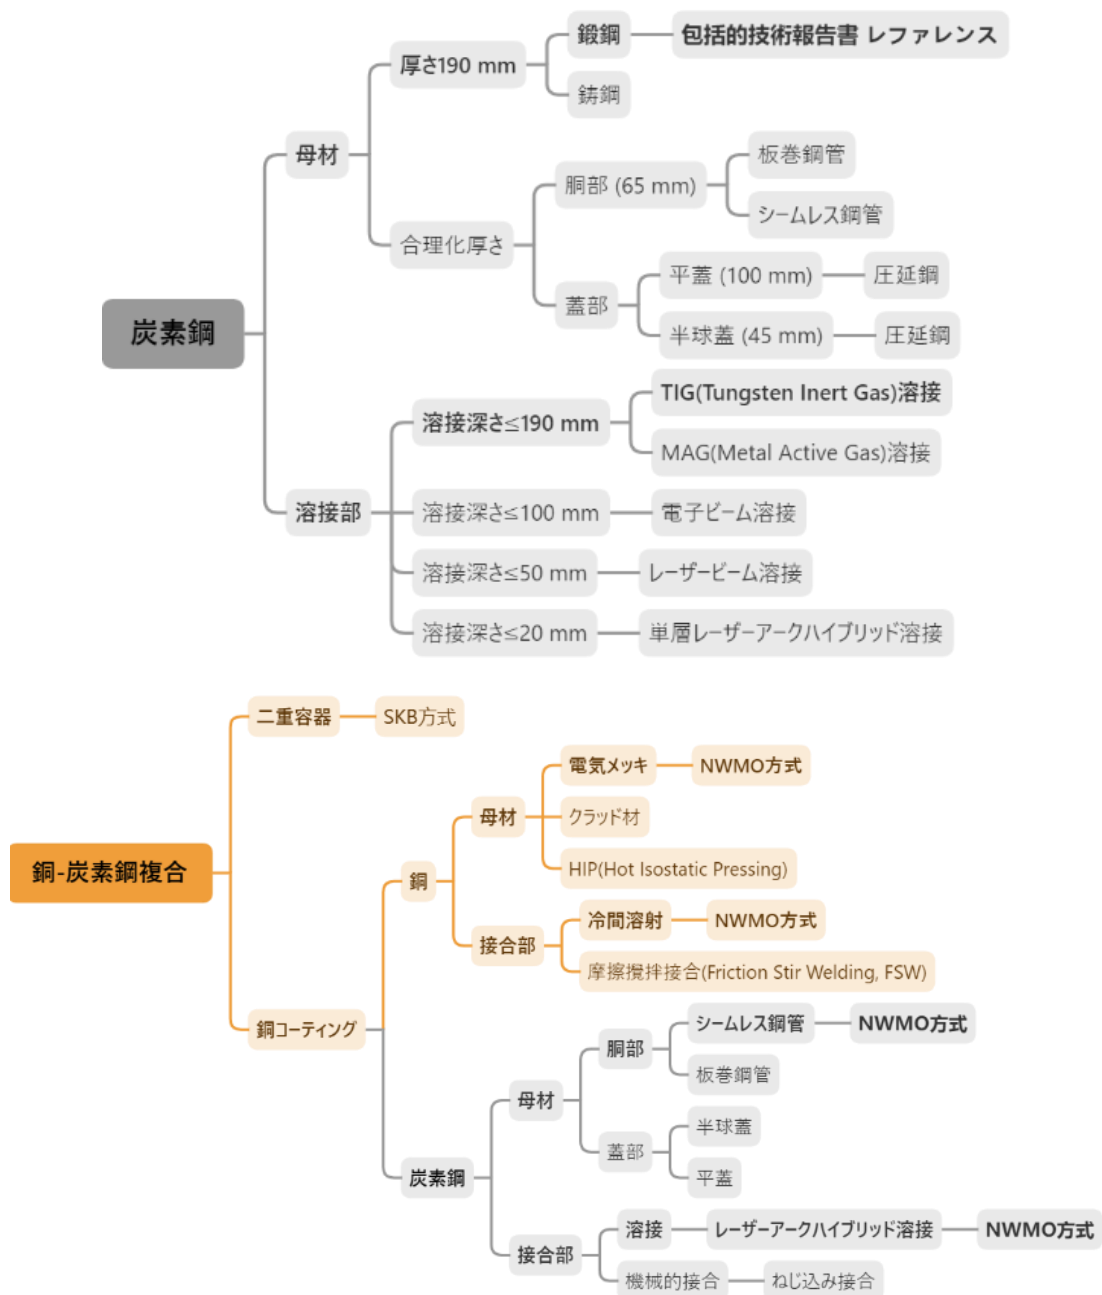 鍛鋼
包括的技術報告書 レファレンス
厚さ190 mm
鋳鋼
母材
板巻鋼管
胴部 (65 mm)
シームレス鋼管
合理化厚さ
平蓋 (100 mm)
圧延鋼
蓋部
半球蓋 (45 mm)
圧延鋼
炭素鋼
TIG(Tungsten Inert Gas)溶接
溶接深さ≤190 mm
MAG(Metal Active Gas)溶接
溶接部
溶接深さ≤100 mm
電子ビーム溶接
溶接深さ≤50 mm
レーザービーム溶接
溶接深さ≤20 mm
単層レーザーアークハイブリッド溶接
二重容器
SKB方式
電気メッキ
NWMO方式
母材
クラッド材
HIP(Hot Isostatic Pressing)
銅-炭素鋼複合
銅
冷間溶射
NWMO方式
接合部
摩擦攪拌接合(Friction Stir Welding, FSW)
銅コーティング
シームレス鋼管
NWMO方式
胴部
板巻鋼管
母材
半球蓋
蓋部
平蓋
炭素鋼
溶接
レーザーアークハイブリッド溶接
NWMO方式
接合部
機械的接合
ねじ込み接合